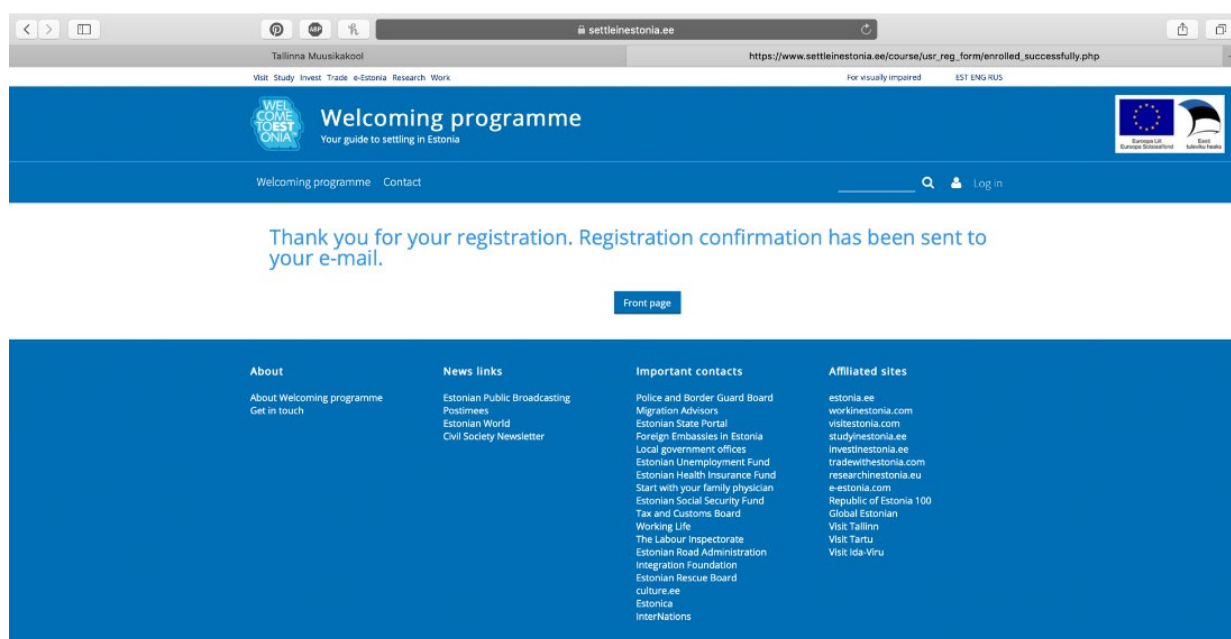 ABP
settleinestonia.ee
Tallinna Muusikakool
https://www.settleinestonia.ee/course/usr_reg_form/enrolled_successfully.php
Visit Study Invest Trade e-Estonia Research Work
For visually impaired
EST ENG RUS
WEL
COME
TO EST
ONIA
Welcoming programme
Your guide to settling in Estonia
Euroopa Liit
Euroopa Sotsiaalfond
Eesti
tuleviku heaks
Welcoming programme Contact
Log in
Thank you for your registration. Registration confirmation has been sent to
your e-mail.
Front page
About
About Welcoming programme
Get in touch
News links
Estonian Public Broadcasting
Postimees
Estonian World
Civil Society Newsletter
Important contacts
Police and Border Guard Board
Migration Advisors
Estonian State Portal
Foreign Embassies in Estonia
Local government offices
Estonian Unemployment Fund
Estonian Health Insurance Fund
Start with your family physician
Estonian Social Security Fund
Tax and Customs Board
Working Life
The Labour Inspectorate
Estonian Road Administration
Integration Foundation
Estonian Rescue Board
culture.ee
Estonica
InterNations
Affiliated sites
estonia.ee
workinestonia.com
visitestonia.com
studyinestonia.ee
investinestonia.ee
tradewithestonia.com
researchinestonia.eu
e-estonia.com
Republic of Estonia 100
Global Estonian
Visit Tallinn
Visit Tartu
Visit Ida-Viru